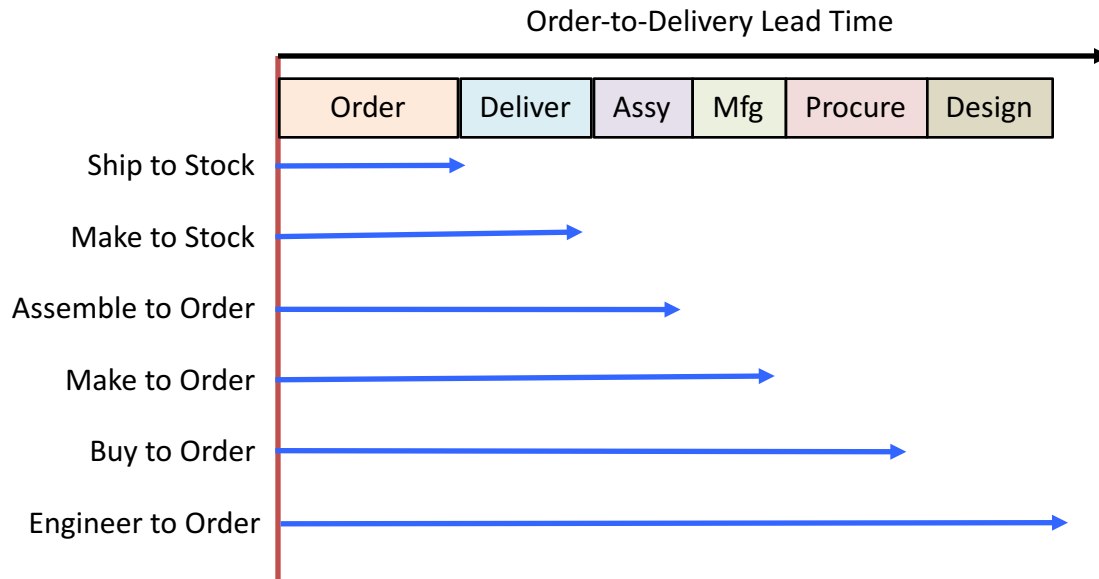 Order-to-Delivery Lead Time
Order Deliver Assy Mfg Procure Design
Ship to Stock
Make to Stock
Assemble to Order
Make to Order
Buy to Order
Engineer to Order